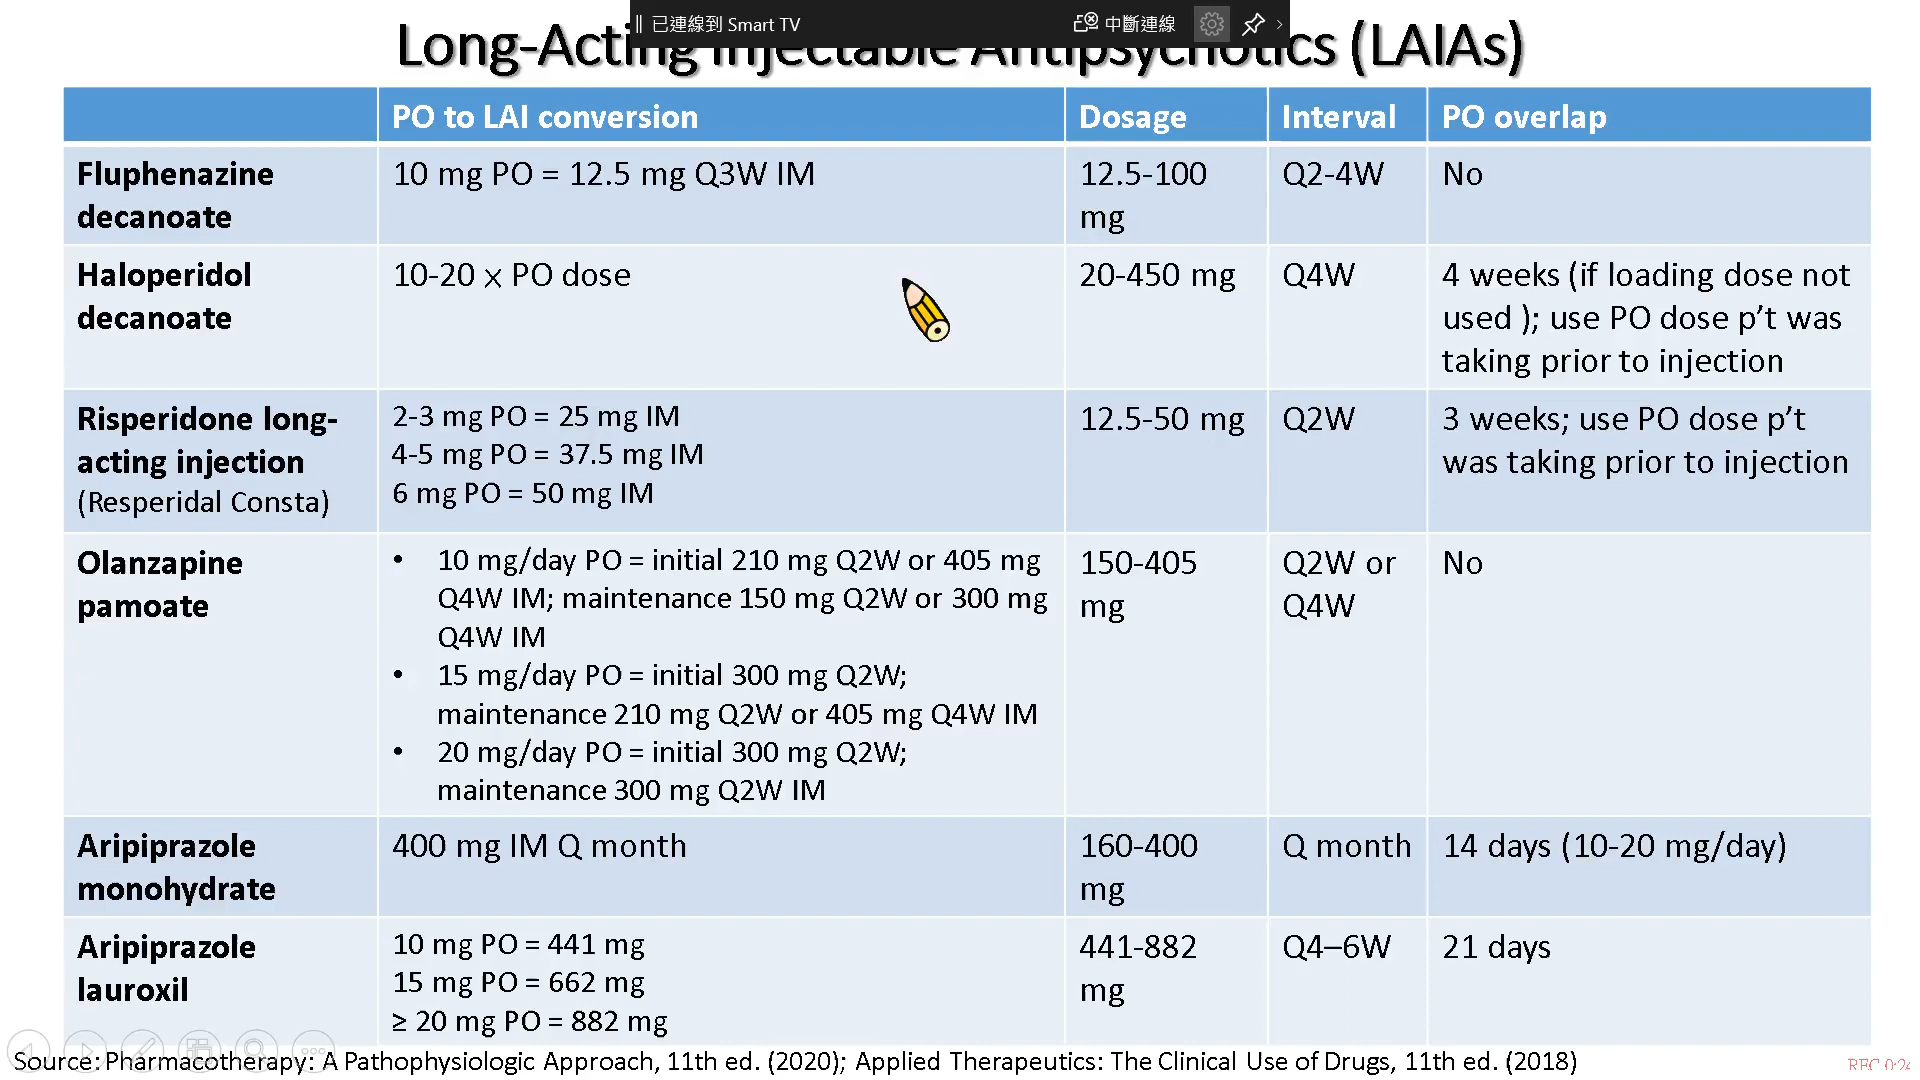 已連線到 Smart TV
中斷連線
Long-Acting Injectable Antipsychotics (LAIAs)
PO to LAI conversion
Dosage
Interval
PO overlap
Fluphenazine
decanoate
10 mg PO = 12.5 mg Q3W IM
12.5-100
mg
Q2-4W
No
Haloperidol
decanoate
10-20 x PO dose
20-450 mg
Q4W
4 weeks (if loading dose not
used ); use PO dose p't was
taking prior to injection
Risperidone long-
acting injection
(Resperidal Consta)
2-3 mg PO = 25 mg IM
4-5 mg PO = 37.5 mg IM
6 mg PO = 50 mg IM
12.5-50 mg
Q2W
3 weeks; use PO dose p't
was taking prior to injection
Olanzapine
pamoate
• 10 mg/day PO = initial 210 mg Q2W or 405 mg
Q4W IM; maintenance 150 mg Q2W or 300 mg
Q4W IM
• 15 mg/day PO = initial 300 mg Q2W;
maintenance 210 mg Q2W or 405 mg Q4W IM
• 20 mg/day PO = initial 300 mg Q2W;
maintenance 300 mg Q2W IM
150-405
mg
Q2W or
Q4W
No
Aripiprazole
monohydrate
400 mg IM Q month
160-400
mg
Q month
14 days (10-20 mg/day)
Aripiprazole
lauroxil
10 mg PO = 441 mg
15 mg PO = 662 mg
≥ 20 mg PO = 882 mg
441-882
mg
Q4–6W
21 days
Source: Pharmacotherapy: A Pathophysiologic Approach, 11th ed. (2020); Applied Therapeutics: The Clinical Use of Drugs, 11th ed. (2018)